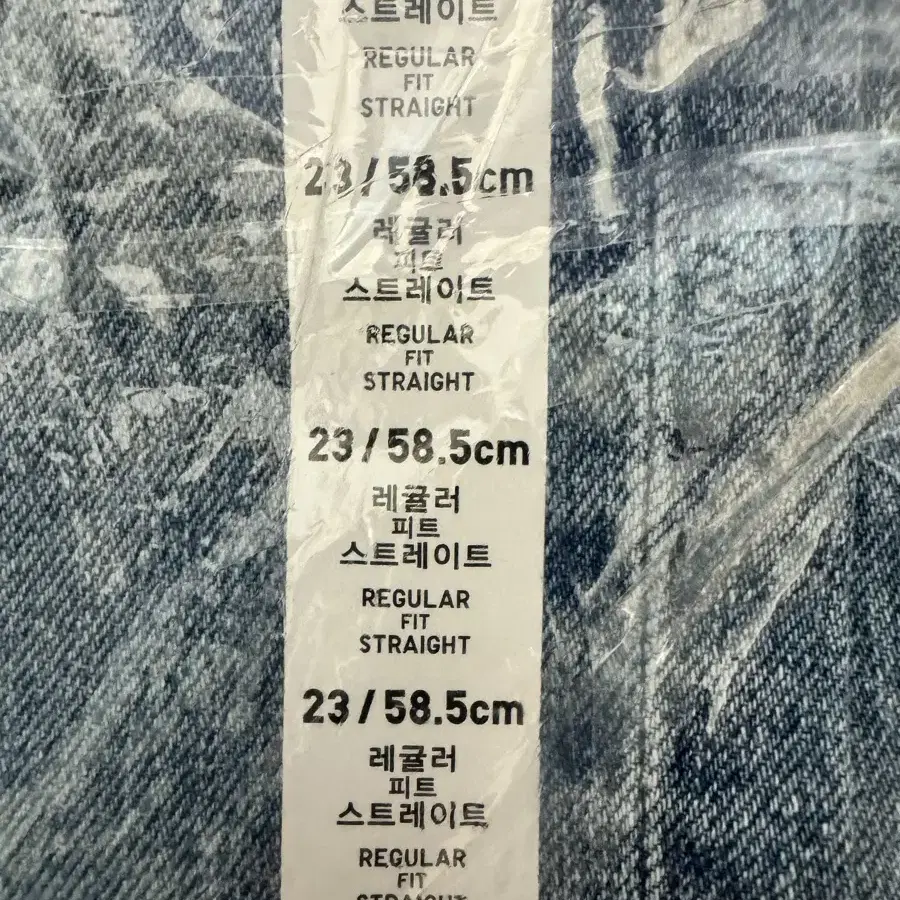 스트레이트
REGULAR
FIT
STRAIGHT
23/58.5cm
레귤러
피트
스트레이트
REGULAR
FIT
STRAIGHT
23/58.5cm
레귤러
피트
스트레이트
REGULAR
FIT
STRAIGHT
23/58.5cm
레귤러
피트
스트레이트
REGULAR
FIT
STRAIGHT